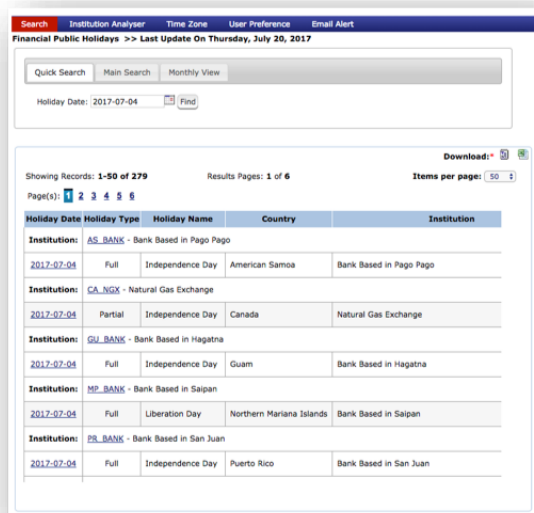 Search Institution Analyser Time Zone User Preference Email Alert
Financial Public Holidays >> Last Update On Thursday, July 20, 2017
Quick Search Main Search Monthly View
Holiday Date: 2017-07-04 Find
Download:*
Showing Records: 1-50 of 279 Results Pages: 1 of 6 Items per page: 50
Page(s): 1 2 3 4 5 6
Holiday Date Holiday Type Holiday Name Country Institution
Institution: AS_BANK - Bank Based in Pago Pago
2017-07-04 Full Independence Day American Samoa Bank Based in Pago Pago
Institution: CA_NGX - Natural Gas Exchange
2017-07-04 Partial Independence Day Canada Natural Gas Exchange
Institution: GU_BANK - Bank Based in Hagatna
2017-07-04 Full Independence Day Guam Bank Based in Hagatna
Institution: MP_BANK - Bank Based in Saipan
2017-07-04 Full Liberation Day Northern Mariana Islands Bank Based in Saipan
Institution: PR_BANK - Bank Based in San Juan
2017-07-04 Full Independence Day Puerto Rico Bank Based in San Juan